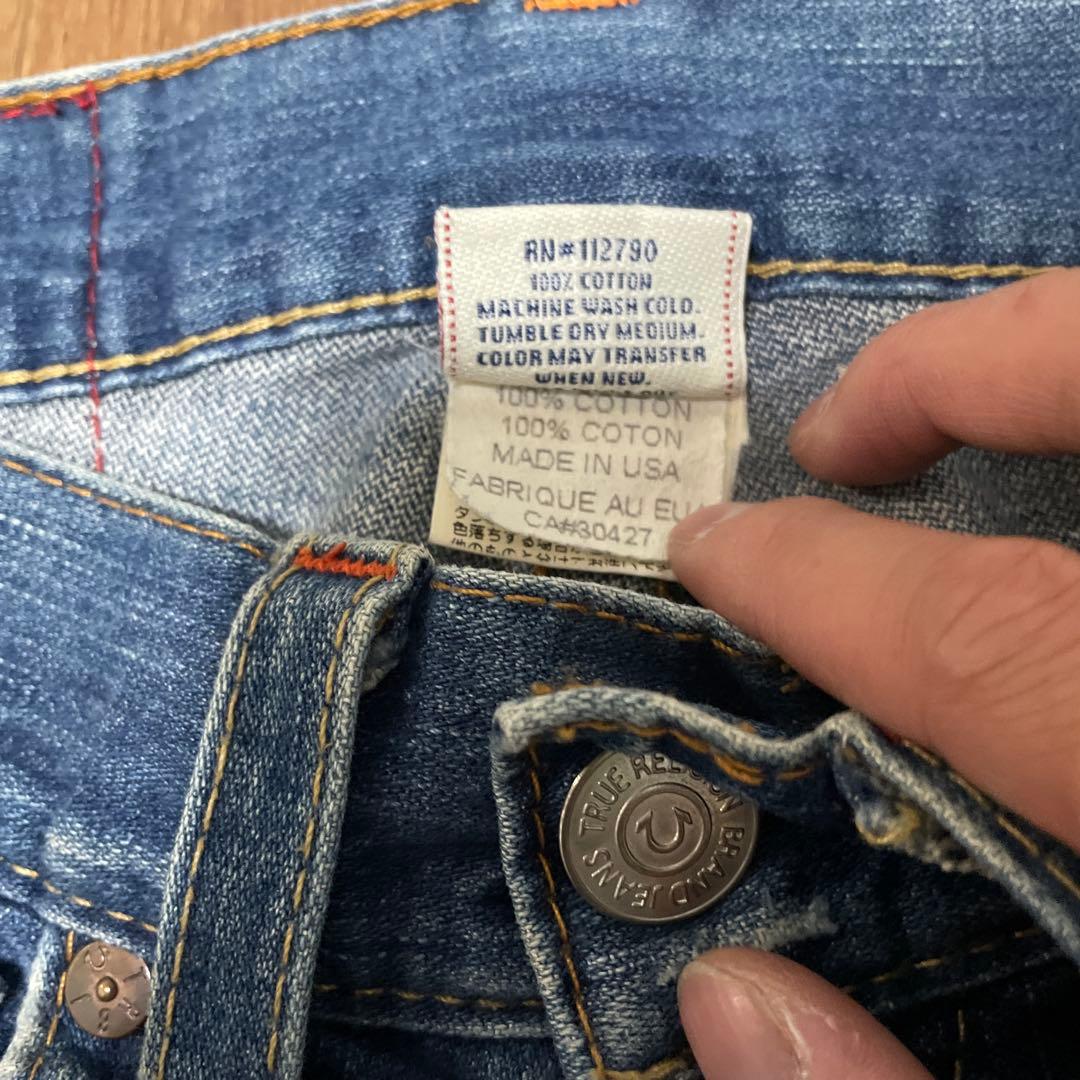 RN#112790
100% COTTON
MACHINE WASH COLD.
TUMBLE DRY MEDIUM.
COLOR MAY TRANSFER
WHEN NEW.
100% COTTON
100% COTON
MADE IN USA
FABRIQUE AU EU
CA#30427
TRUE RELIGION BRAND JEANS